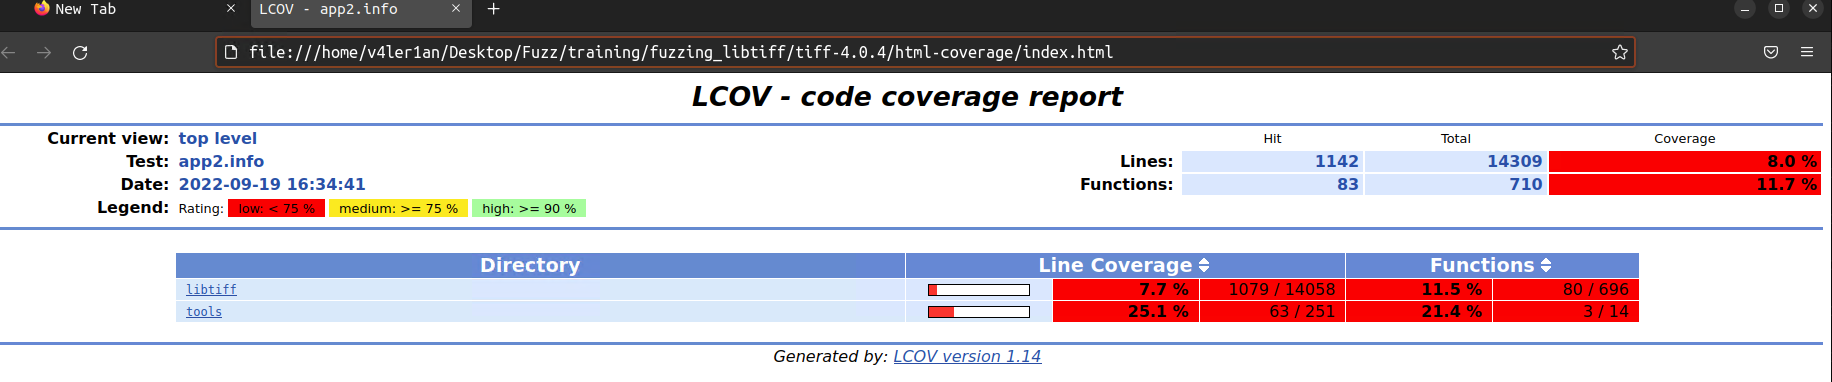 New Tab
LCOV - app2.info
file:///home/v4ler1an/Desktop/Fuzz/training/fuzzing_libtiff/tiff-4.0.4/html-coverage/index.html
LCOV - code coverage report
Current view: top level
Hit Total Coverage
Test: app2.info
Lines: 1142 14309 8.0 %
Date: 2022-09-19 16:34:41
Functions: 83 710 11.7 %
Legend: Rating: low: < 75 % medium: >= 75 % high: >= 90 %
Directory Line Coverage Functions
libtiff 7.7 % 1079 / 14058 11.5 % 80 / 696
tools 25.1 % 63 / 251 21.4 % 3 / 14
Generated by: LCOV version 1.14